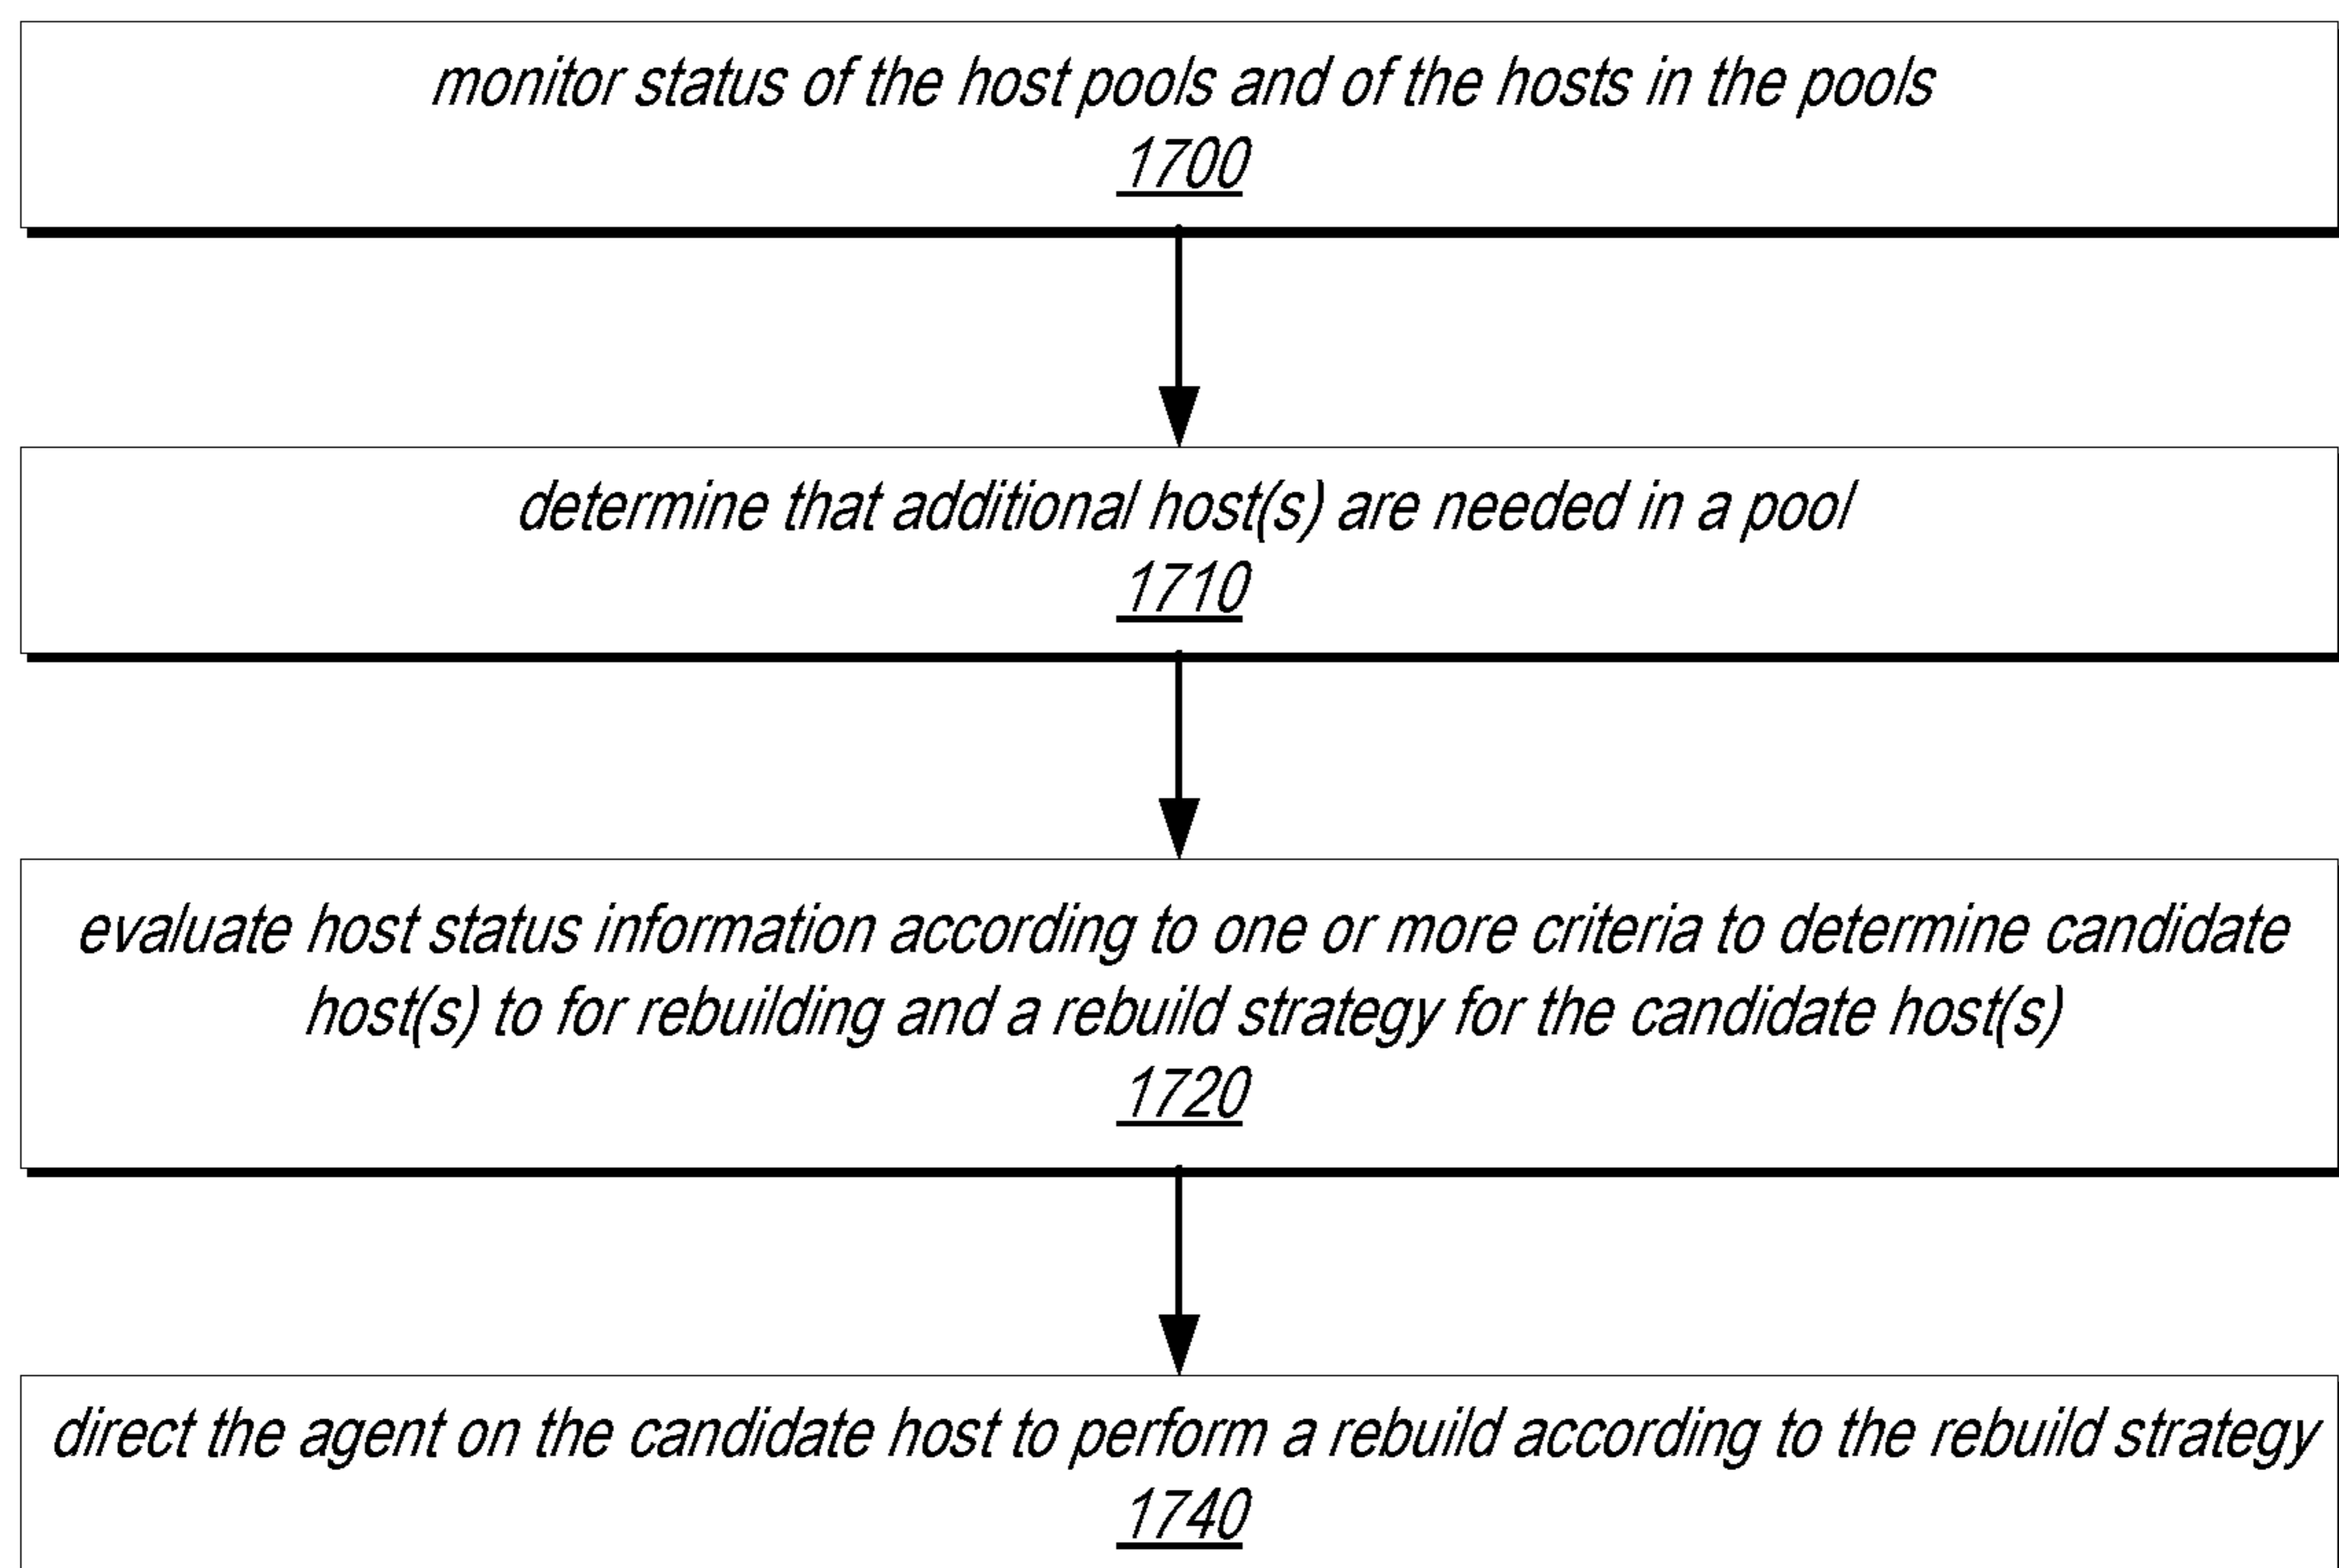 monitor status of the host pools and of the hosts in the pools
1700
determine that additional host(s) are needed in a pool
1710
evaluate host status information according to one or more criteria to determine candidate
host(s) to for rebuilding and a rebuild strategy for the candidate host(s)
1720
direct the agent on the candidate host to perform a rebuild according to the rebuild strategy
1740